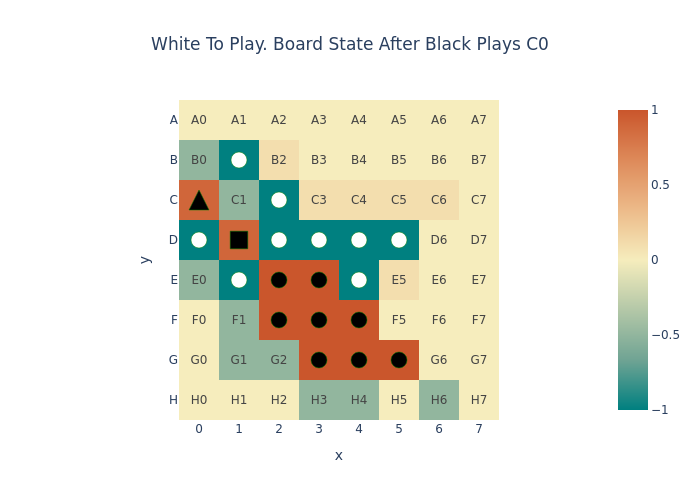 White To Play. Board State After Black Plays C0
A A0 A1 A2 A3 A4 A5 A6 A7
B B0 B2 B3 B4 B5 B6 B7
C C1 C3 C4 C5 C6 C7
D D6 D7
E E0 E5 E6 E7
F F0 F1 F5 F6 F7
G G0 G1 G2 G6 G7
H H0 H1 H2 H3 H4 H5 H6 H7
0 1 2 3 4 5 6 7
x
y
1
0.5
0
−0.5
−1